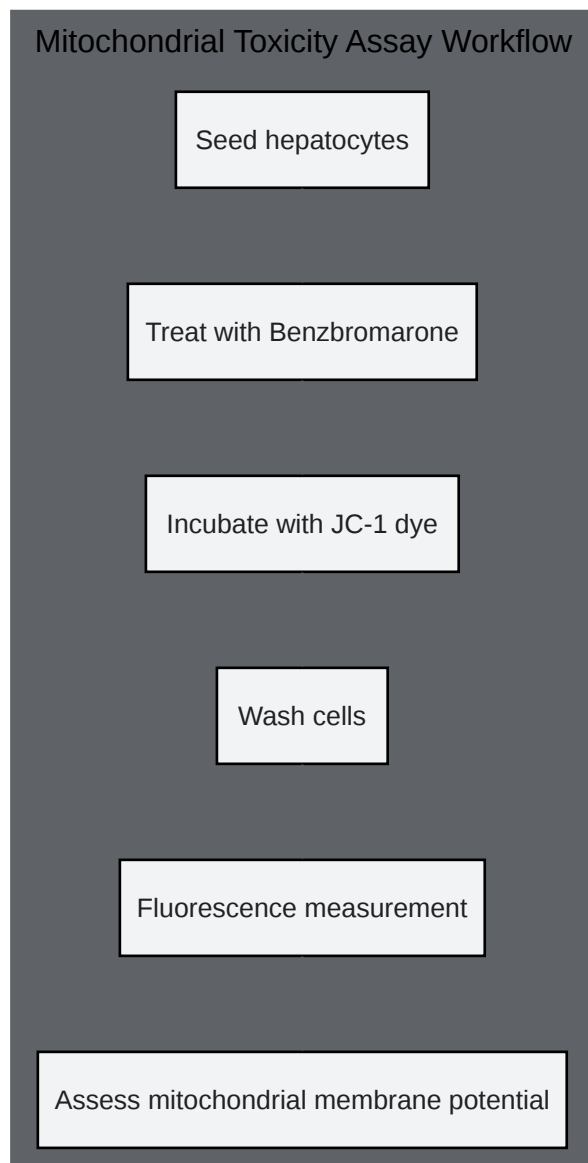 Mitochondrial Toxicity Assay Workflow
Seed hepatocytes
Treat with Benzbromarone
Incubate with JC-1 dye
Wash cells
Fluorescence measurement
Assess mitochondrial membrane potential